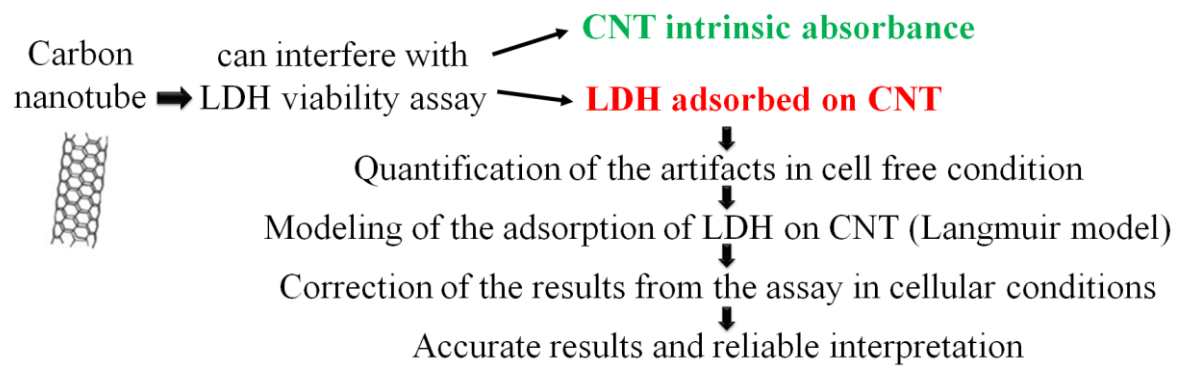 Carbon
nanotube
can interfere with
LDH viability assay
CNT intrinsic absorbance
LDH adsorbed on CNT
Quantification of the artifacts in cell free condition
Modeling of the adsorption of LDH on CNT (Langmuir model)
Correction of the results from the assay in cellular conditions
Accurate results and reliable interpretation